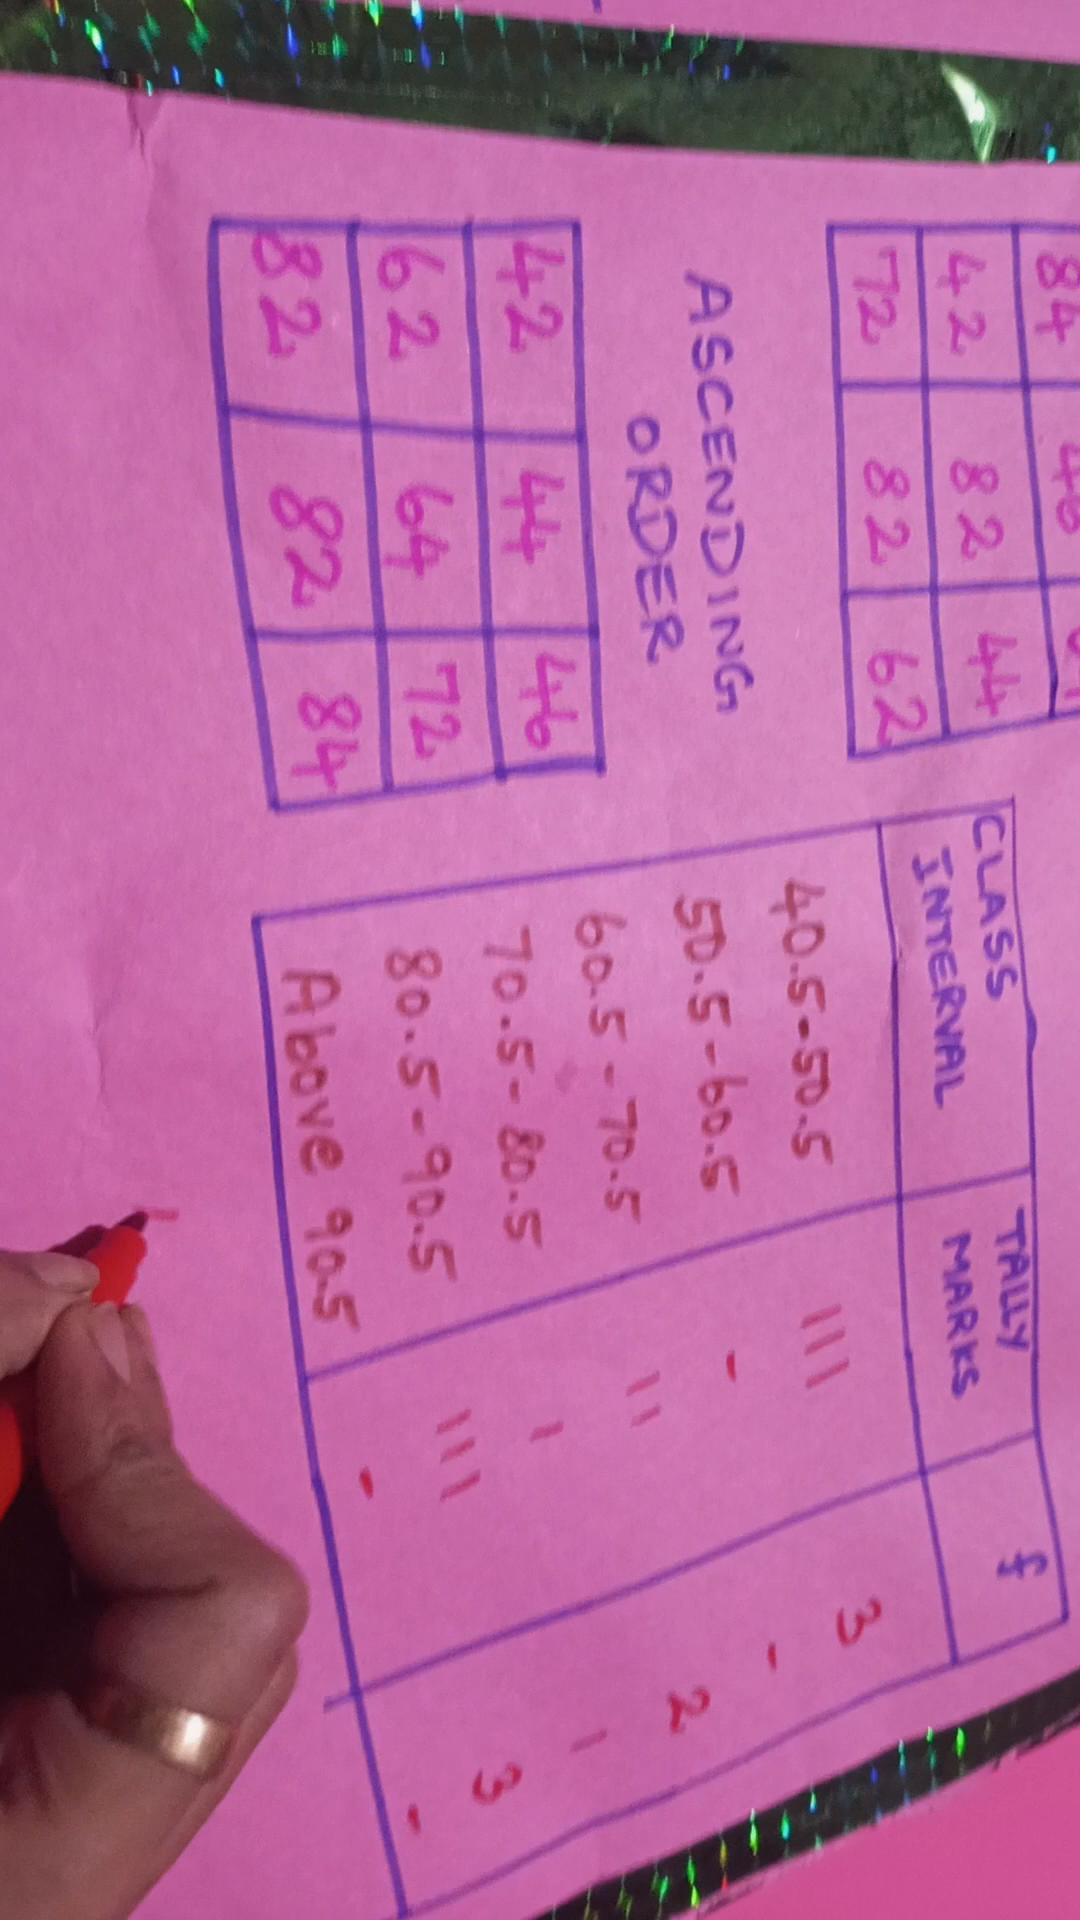 84 46
42 82 44
72 82 62
ASCENDING
ORDER
42 44 46
62 64 72
82 82 84
CLASS INTERVAL TALLY MARKS f
40.5-50.5 ||| 3
50.5-60.5 - -
60.5-70.5 || 2
70.5-80.5 | 1
80.5-90.5 ||| 3
Above 90.5 - -